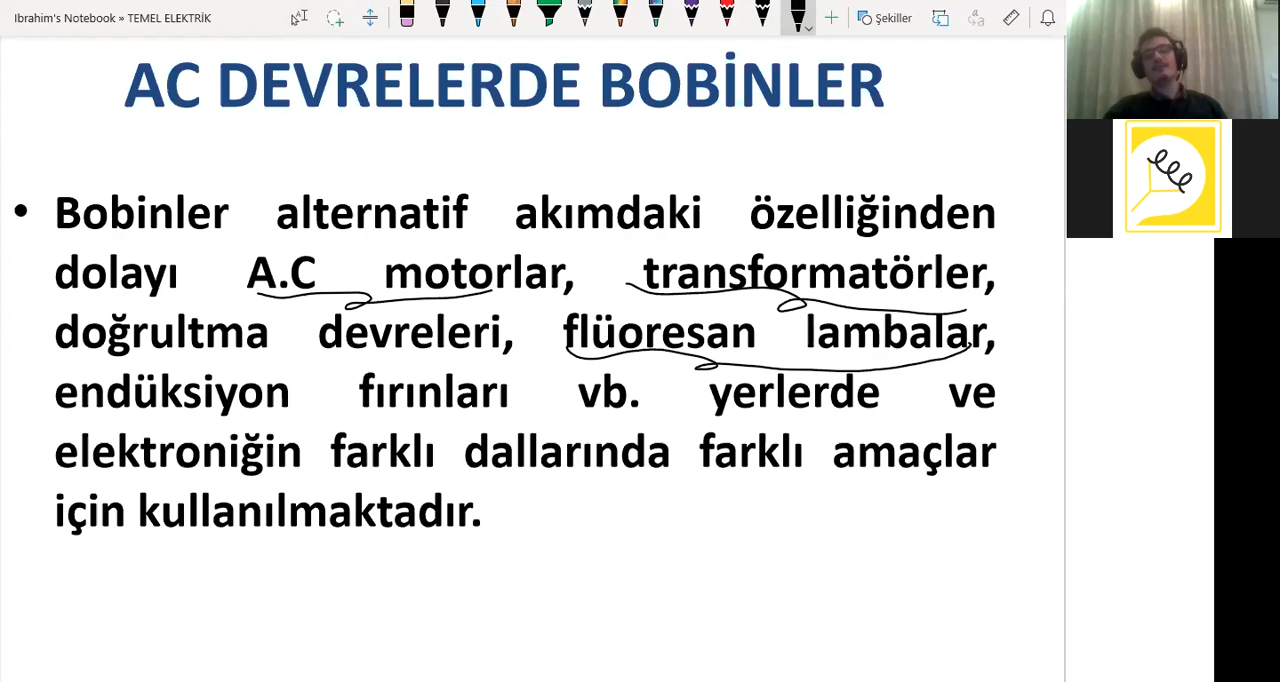 Ibrahim's Notebook » TEMEL ELEKTRİK
Şekiller
AC DEVRELERDE BOBİNLER
• Bobinler alternatif akımdaki özelliğinden
dolayı A.C motorlar, transformatörler,
doğrultma devreleri, flüoresan lambalar,
endüksiyon fırınları vb. yerlerde ve
elektroniğin farklı dallarında farklı amaçlar
için kullanılmaktadır.